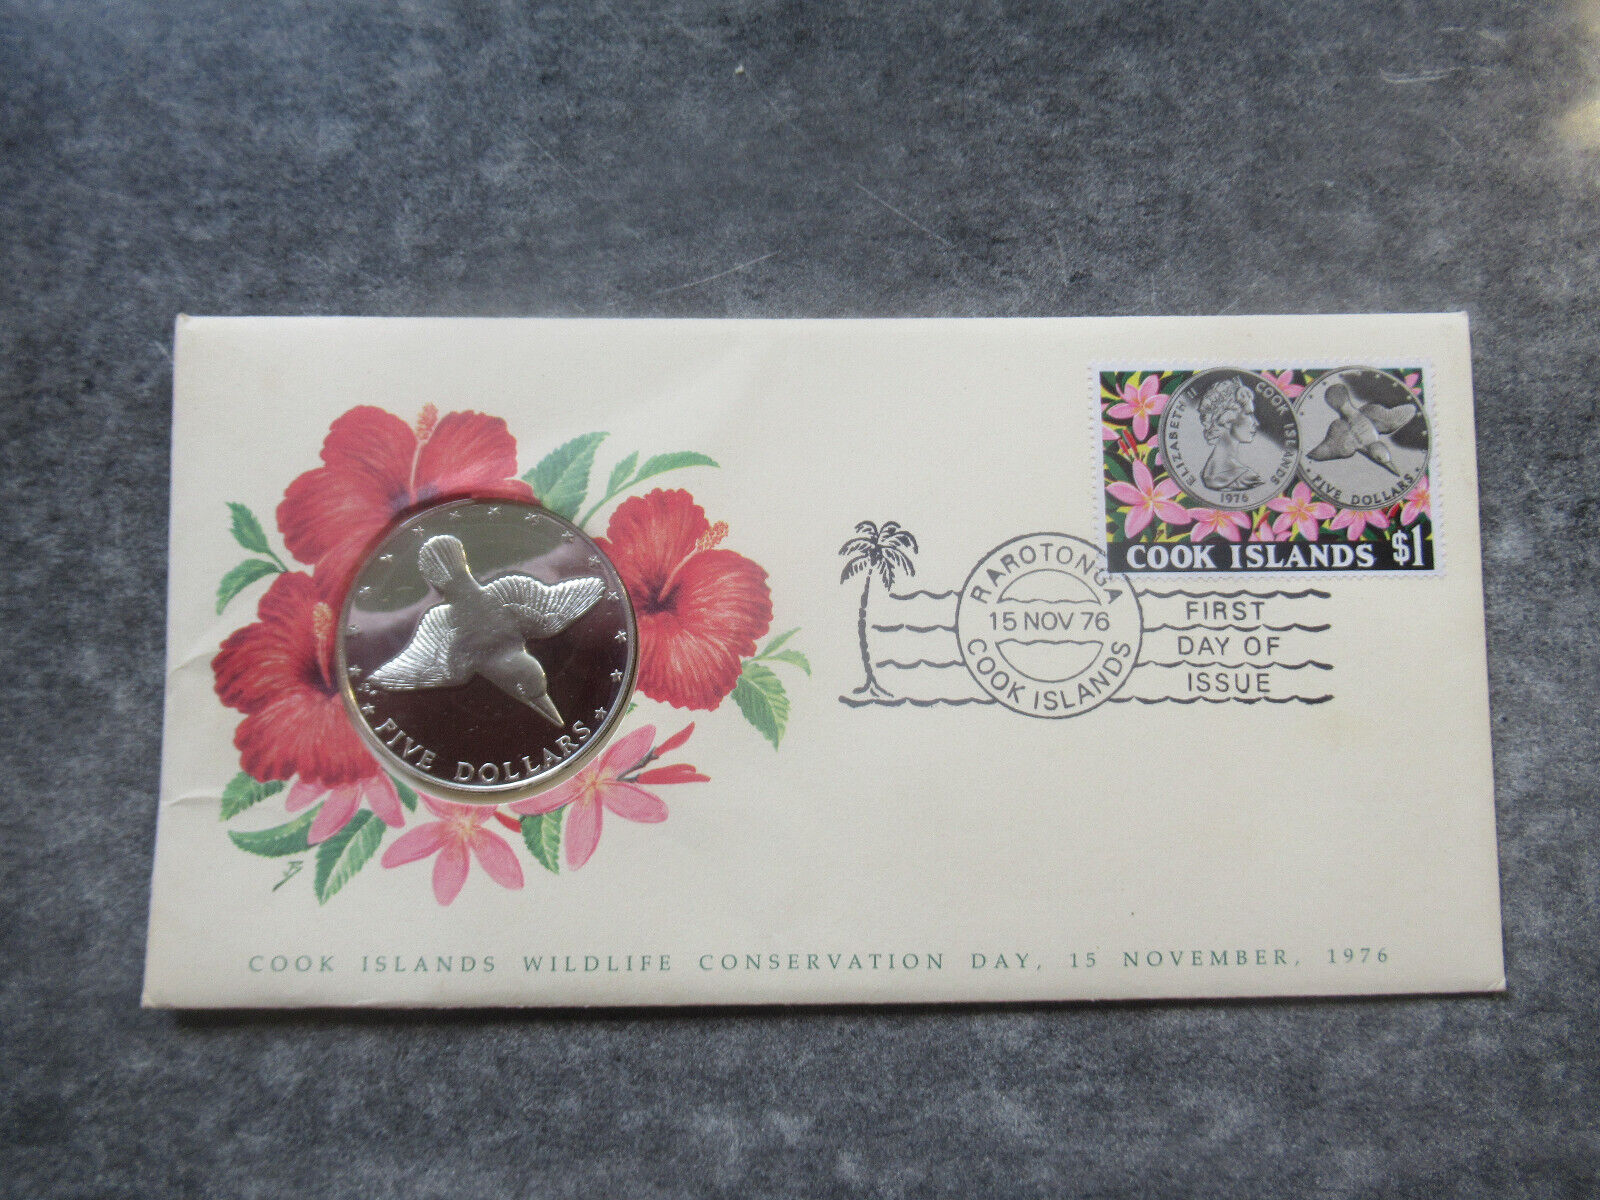 ELIZABETH II
COOK ISLANDS
1976
FIVE DOLLARS
COOK ISLANDS $1
RAROTONGA
15 NOV 76
COOK ISLANDS
FIRST
DAY OF
ISSUE
FIVE DOLLARS
COOK ISLANDS WILDLIFE CONSERVATION DAY, 15 NOVEMBER, 1976